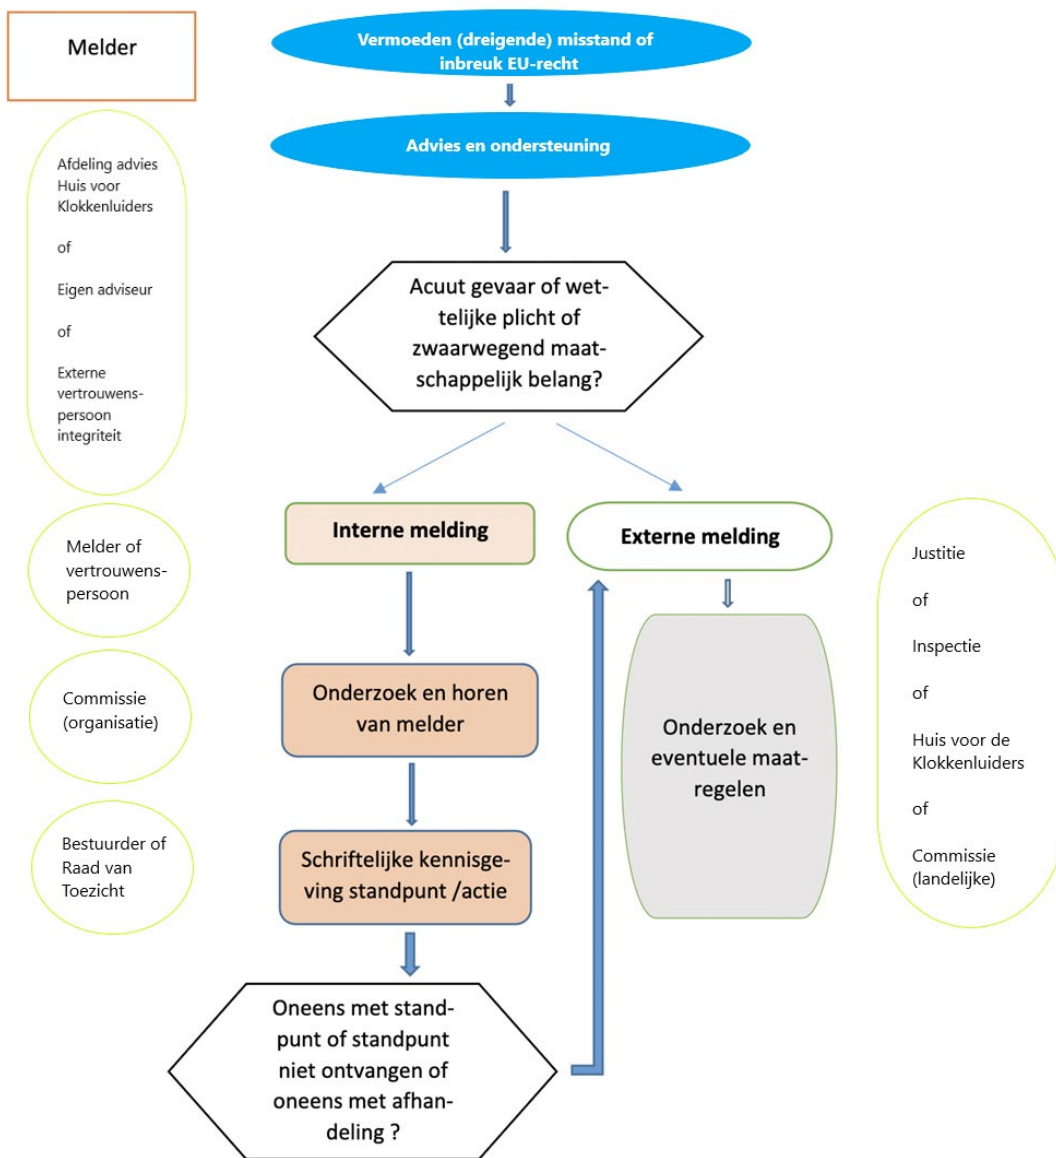 Melder
Vermoeden (dreigende) misstand of
inbreuk EU-recht
Advies en ondersteuning
Afdeling advies
Huis voor
Klokkenluiders
of
Eigen adviseur
of
Externe
vertrouwens-
persoon
integriteit
Acuut gevaar of wet-
telijke plicht of
zwaarwegend maat-
schappelijk belang?
Interne melding
Externe melding
Melder of
vertrouwens-
persoon
Onderzoek en horen
van melder
Commissie
(organisatie)
Schriftelijke kennisge-
ving standpunt /actie
Bestuurder of
Raad van
Toezicht
Oneens met stand-
punt of standpunt
niet ontvangen of
oneens met afhan-
deling ?
Onderzoek en
eventuele maat-
regelen
Justitie
of
Inspectie
of
Huis voor de
Klokkenluiders
of
Commissie
(landelijke)